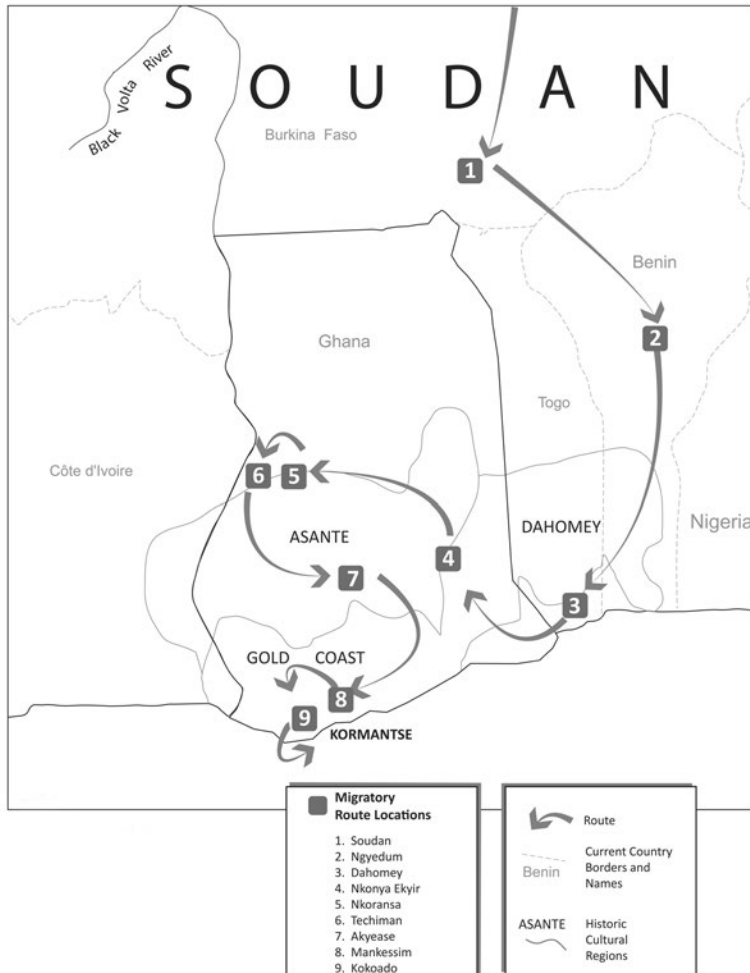 SOUDAN
Black Volta River
Burkina Faso
1
Benin
2
Ghana
Togo
Côte d'Ivoire
6
5
Nigeria
DAHOMEY
ASANTE
4
7
3
GOLD COAST
8
9
KORMANTSE
Migratory
Route Locations
1. Soudan
2. Ngyedum
3. Dahomey
4. Nkonya Ekyir
5. Nkoransa
6. Techiman
7. Akyease
8. Mankessim
9. Kokoado
Route
Benin
Current Country
Borders and
Names
ASANTE
Historic
Cultural
Regions